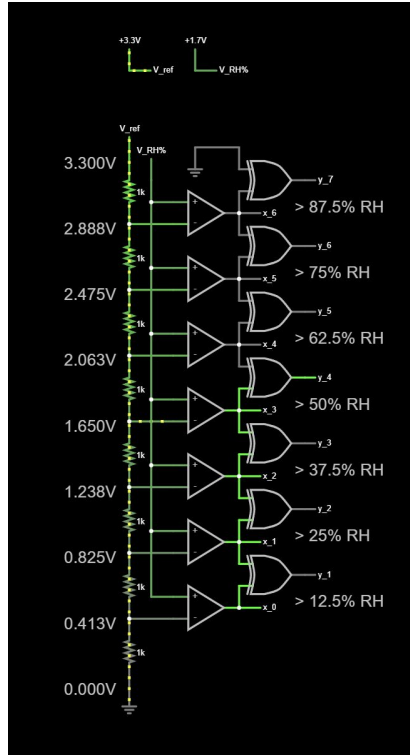 +3.3V
+1.7V
V_ref
V_RH%
V_ref
V_RH%
3.300V
y_7
1k
+
> 87.5% RH
x_6
2.888V
-
y_6
1k
+
> 75% RH
x_5
2.475V
-
y_5
1k
+
> 62.5% RH
x_4
2.063V
-
y_4
1k
+
> 50% RH
x_3
1.650V
-
y_3
1k
+
> 37.5% RH
x_2
1.238V
-
y_2
1k
+
> 25% RH
x_1
0.825V
-
y_1
1k
+
> 12.5% RH
x_0
0.413V
-
1k
0.000V